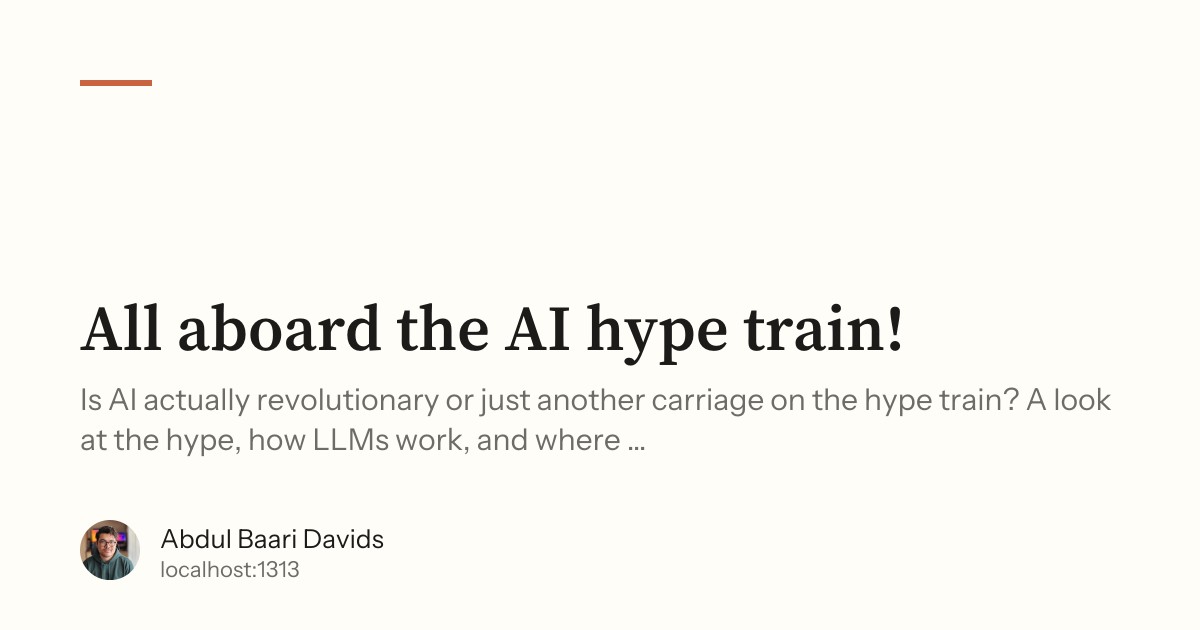 All aboard the AI hype train!
Is AI actually revolutionary or just another carriage on the hype train? A look
at the hype, how LLMs work, and where ...
Abdul Baari Davids
localhost:1313